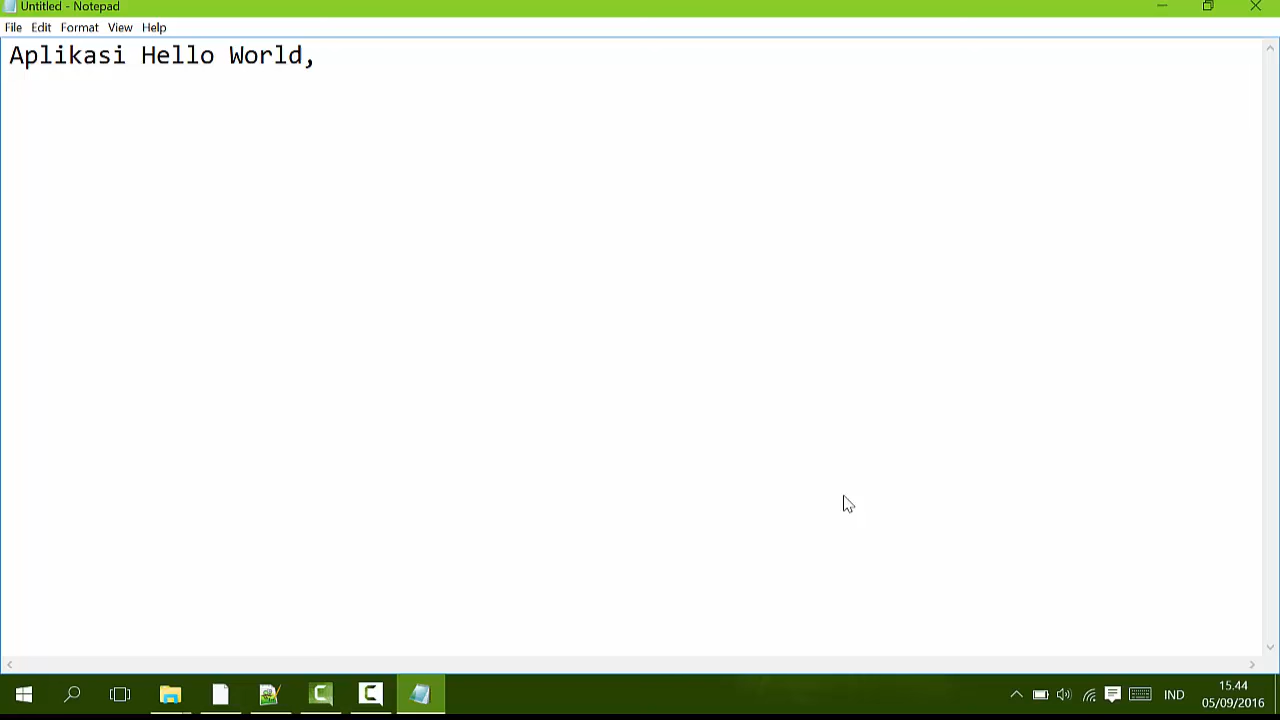 Untitled - Notepad
File Edit Format View Help
Aplikasi Hello World,
IND
15.44
05/09/2016